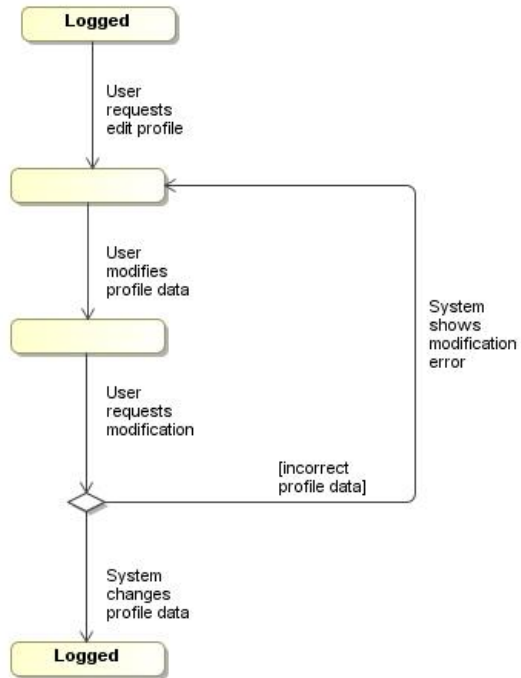 Logged
User
requests
edit profile
User
modifies
profile data
System
shows
modification
error
User
requests
modification
[incorrect
profile data]
System
changes
profile data
Logged